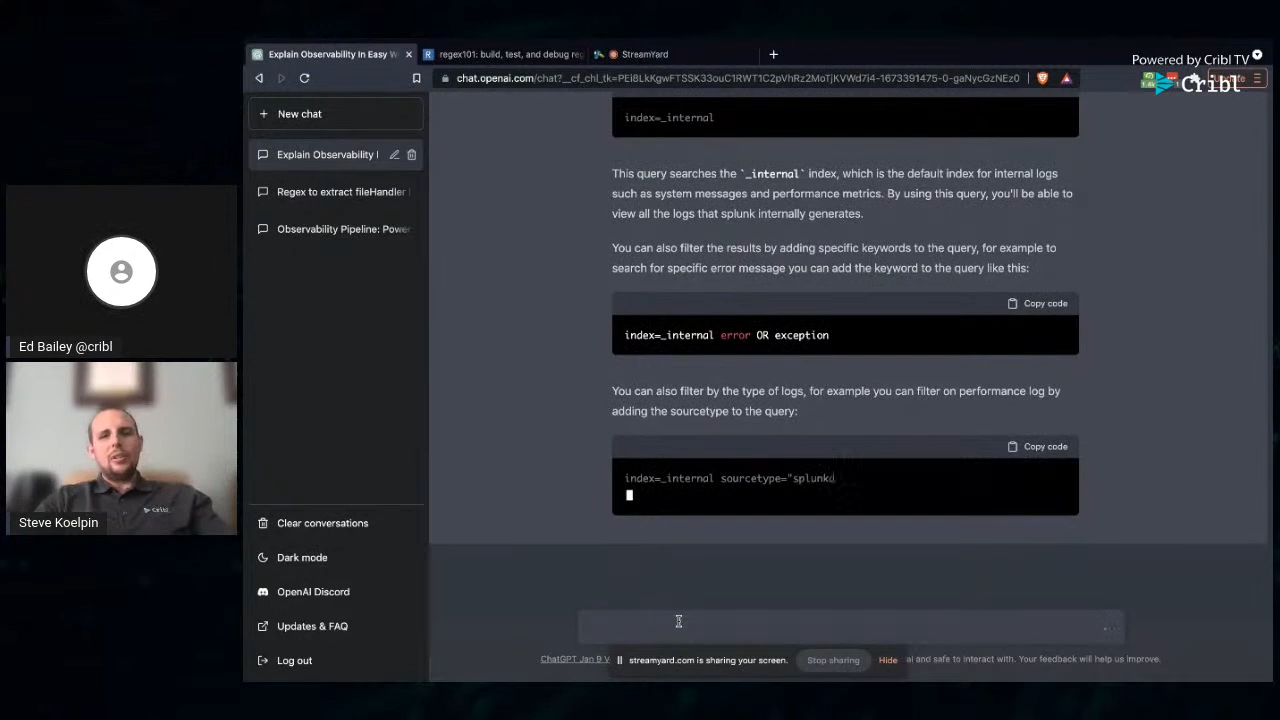 Explain Observability In Easy W
regex101: build, test, and debug reg
StreamYard
Powered by Cribl TV
chat.openai.com/chat?__cf_chl_tk=PEi8LkKgwFTSSK33ouC1RWT1C2pVhRz2MoTjKVWd7l4-1673391475-0-gaNycGzNEz0
Cribl
New chat
index=_internal
Explain Observability I
This query searches the `_internal` index, which is the default index for internal logs
such as system messages and performance metrics. By using this query, you'll be able to
view all the logs that splunk internally generates.
Regex to extract fileHandler
Observability Pipeline: Powe
You can also filter the results by adding specific keywords to the query, for example to
search for specific error message you can add the keyword to the query like this:
Copy code
index=_internal error OR exception
Ed Bailey @cribl
You can also filter by the type of logs, for example you can filter on performance log by
adding the sourcetype to the query:
Copy code
index=_internal sourcetype="splunkd
Cribl
Steve Koelpin
Clear conversations
Dark mode
OpenAI Discord
Updates & FAQ
Log out
ChatGPT Jan 9 V
streamyard.com is sharing your screen.
Stop sharing
Hide
al and safe to interact with. Your feedback will help us improve.